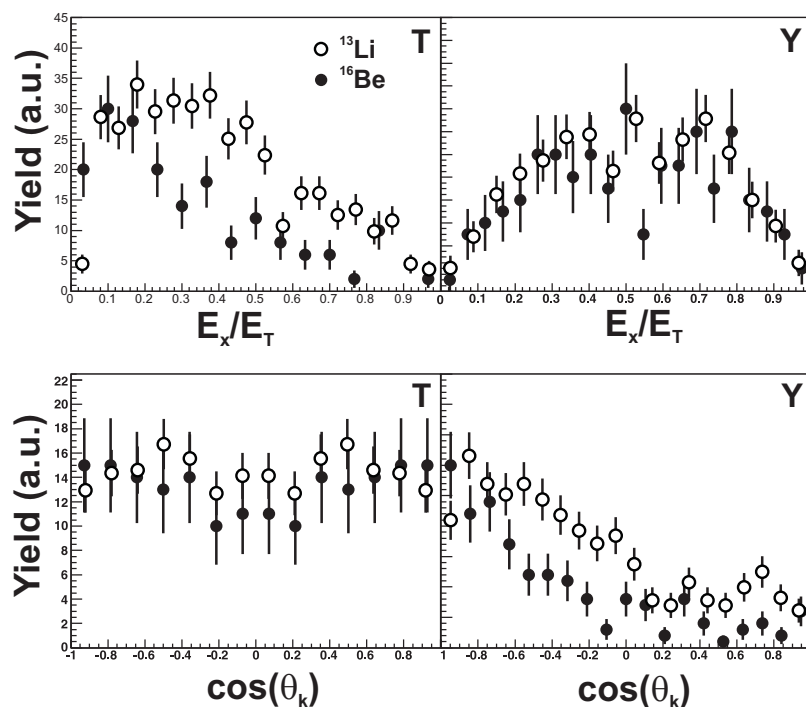 T
Y
¹³Li
¹⁶Be
Yield (a.u.)
45
40
35
30
25
20
15
10
5
0
0 0.1 0.2 0.3 0.4 0.5 0.6 0.7 0.8 0.9
0.1 0.2 0.3 0.4 0.5 0.6 0.7 0.8 0.9
Eₓ/E_T
Eₓ/E_T
T
Y
Yield (a.u.)
22
20
18
16
14
12
10
8
6
4
2
0
-1 -0.8 -0.6 -0.4 -0.2 0 0.2 0.4 0.6 0.8
1 -0.8 -0.6 -0.4 -0.2 0 0.2 0.4 0.6 0.8
cos(θₖ)
cos(θₖ)